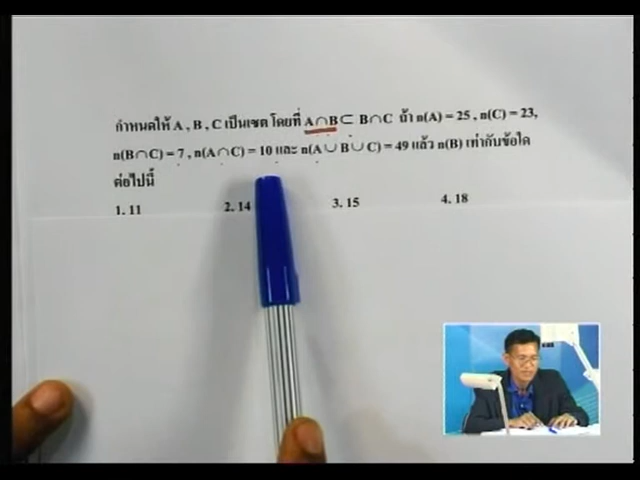 กำหนดให้ A , B , C เป็นเซต โดยที่ A∩B⊂ B∩C ถ้า n(A) = 25 , n(C) = 23,
n(B∩C) = 7 , n(A∩C) = 10 และ n(A∪B∪C) = 49 แล้ว n(B) เท่ากับข้อใด
ต่อไปนี้
1. 11 2. 14 3. 15 4. 18